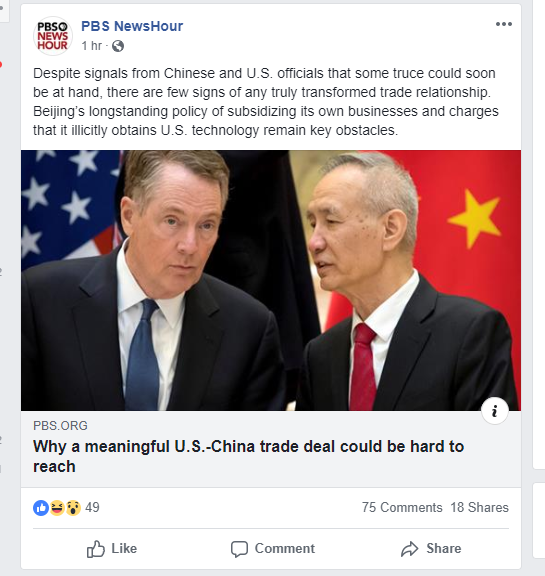 PBS
NEWS
HOUR
PBS NewsHour
1 hr ·
Despite signals from Chinese and U.S. officials that some truce could soon
be at hand, there are few signs of any truly transformed trade relationship.
Beijing's longstanding policy of subsidizing its own businesses and charges
that it illicitly obtains U.S. technology remain key obstacles.
i
PBS.ORG
Why a meaningful U.S.-China trade deal could be hard to
reach
49
75 Comments 18 Shares
Like Comment Share